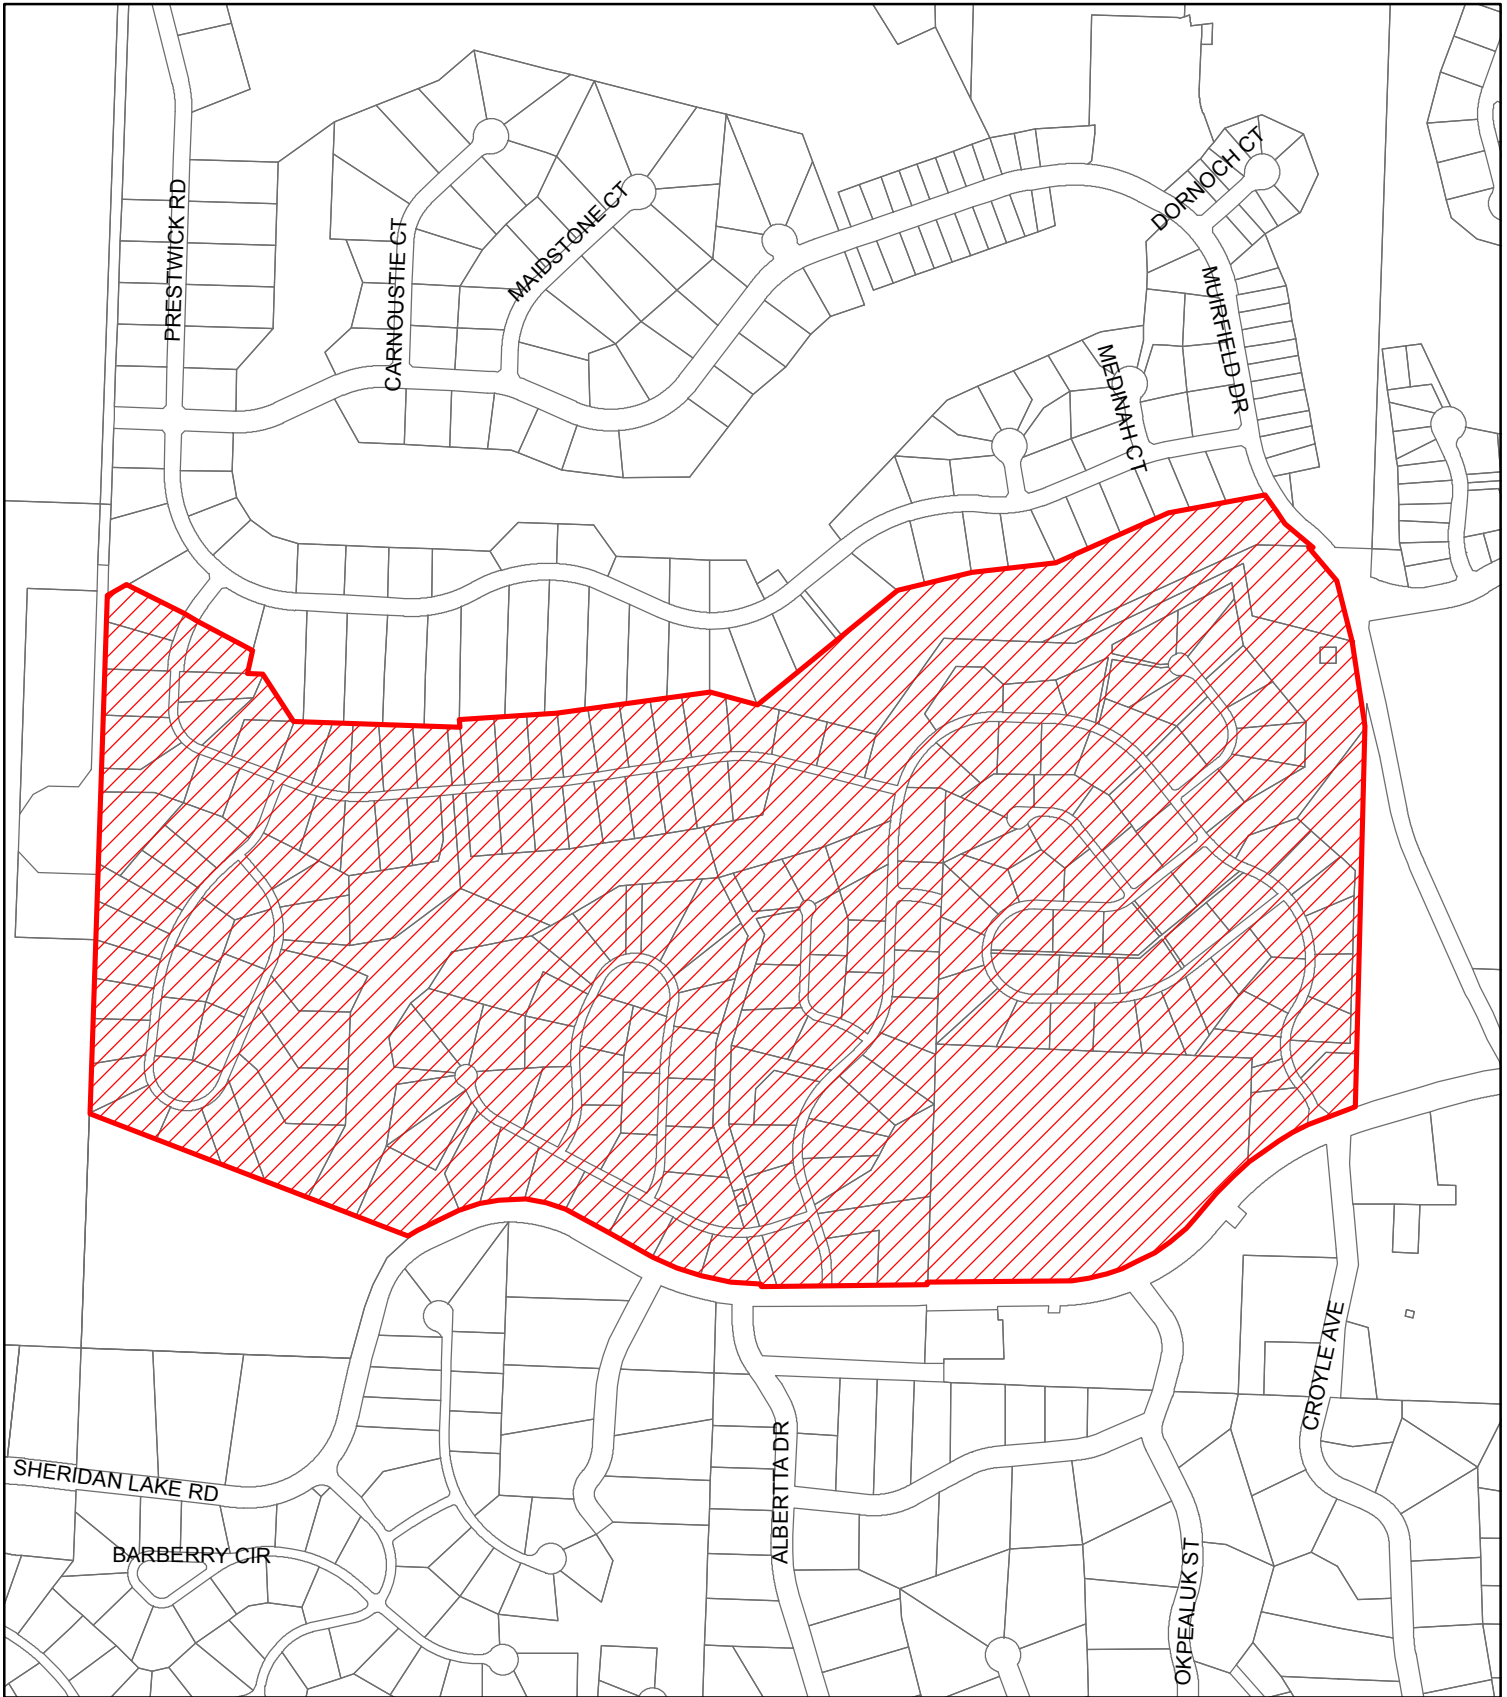 DORNOCH CT
PRESTWICK RD
MAIDSTONE CT
CARNOUSTIE CT
MUIRFIELD DR
MEDINAH CT
CROYLE AVE
SHERIDAN LAKE RD
ALBERTTA DR
BARBERRY CIR
OKPEALUK ST